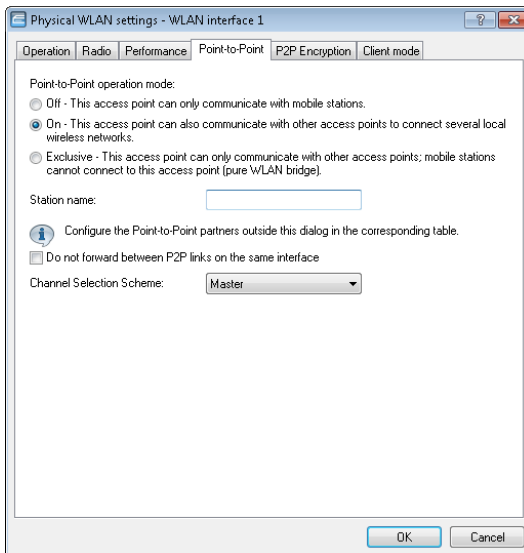 Physical WLAN settings - WLAN interface 1
Operation Radio Performance Point-to-Point P2P Encryption Client mode
Point-to-Point operation mode:
Off - This access point can only communicate with mobile stations.
On - This access point can also communicate with other access points to connect several local
wireless networks.
Exclusive - This access point can only communicate with other access points; mobile stations
cannot connect to this access point (pure WLAN bridge).
Station name:
Configure the Point-to-Point partners outside this dialog in the corresponding table.
Do not forward between P2P links on the same interface
Channel Selection Scheme: Master
OK Cancel